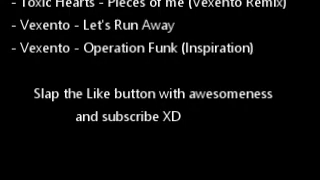 - Toxic Hearts - Pieces of me (Vexento Remix)
- Vexento - Let's Run Away
- Vexento - Operation Funk (Inspiration)
Slap the Like button with awesomeness
and subscribe XD